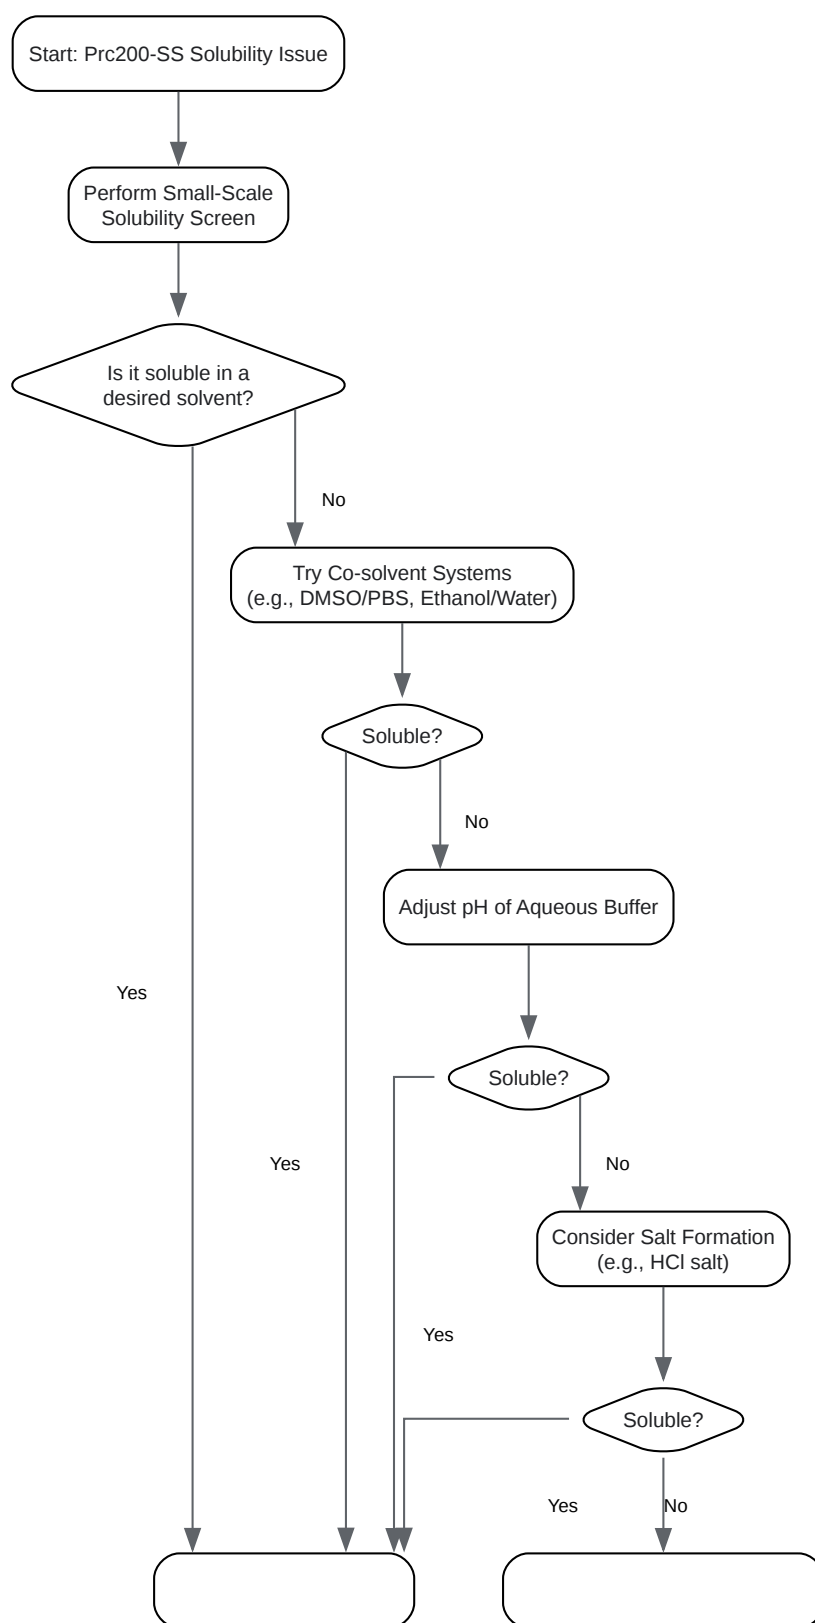 Start: Prc200-SS Solubility Issue
Perform Small-Scale
Solubility Screen
Is it soluble in a
desired solvent?
No
Try Co-solvent Systems
(e.g., DMSO/PBS, Ethanol/Water)
Soluble?
No
Adjust pH of Aqueous Buffer
Yes
Soluble?
Yes
No
Consider Salt Formation
(e.g., HCl salt)
Yes
Soluble?
Yes
No